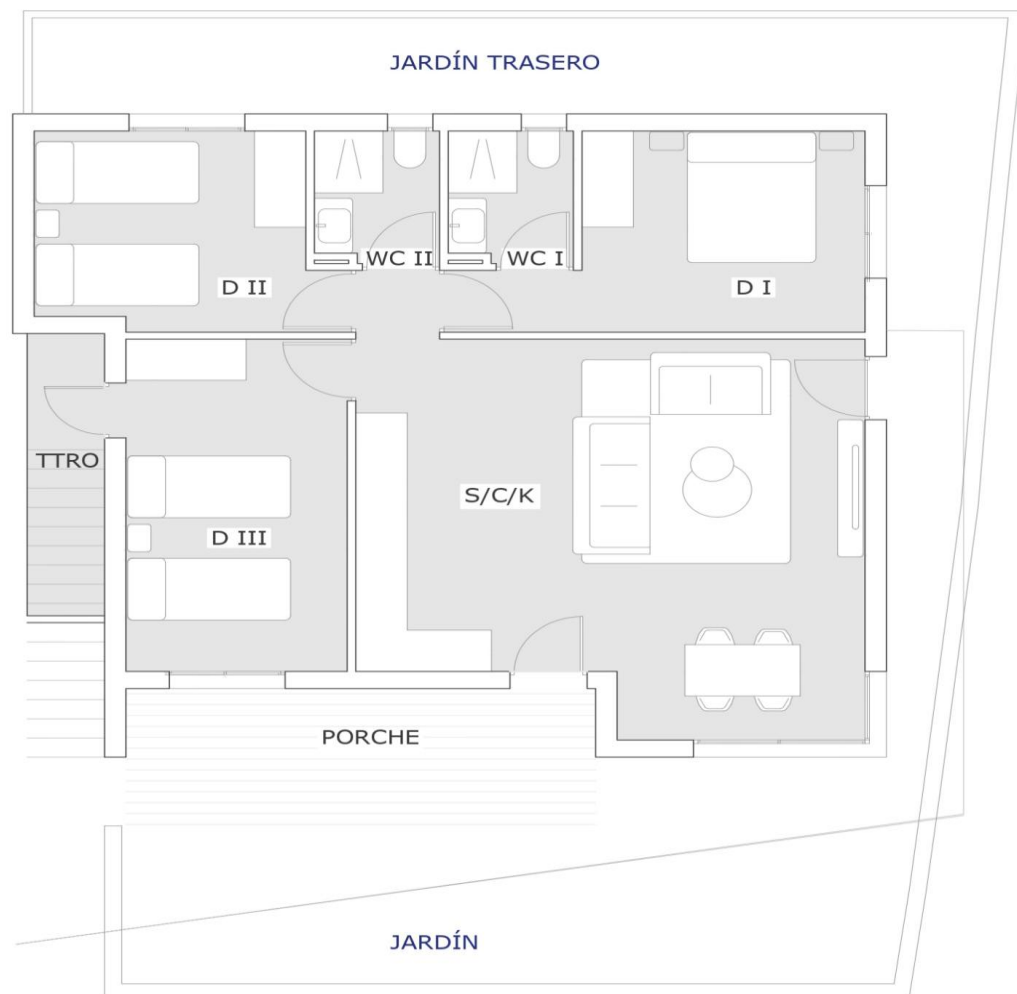 JARDÍN TRASERO
WC II
WC I
D II
D I
TTRO
S/C/K
D III
PORCHE
JARDÍN